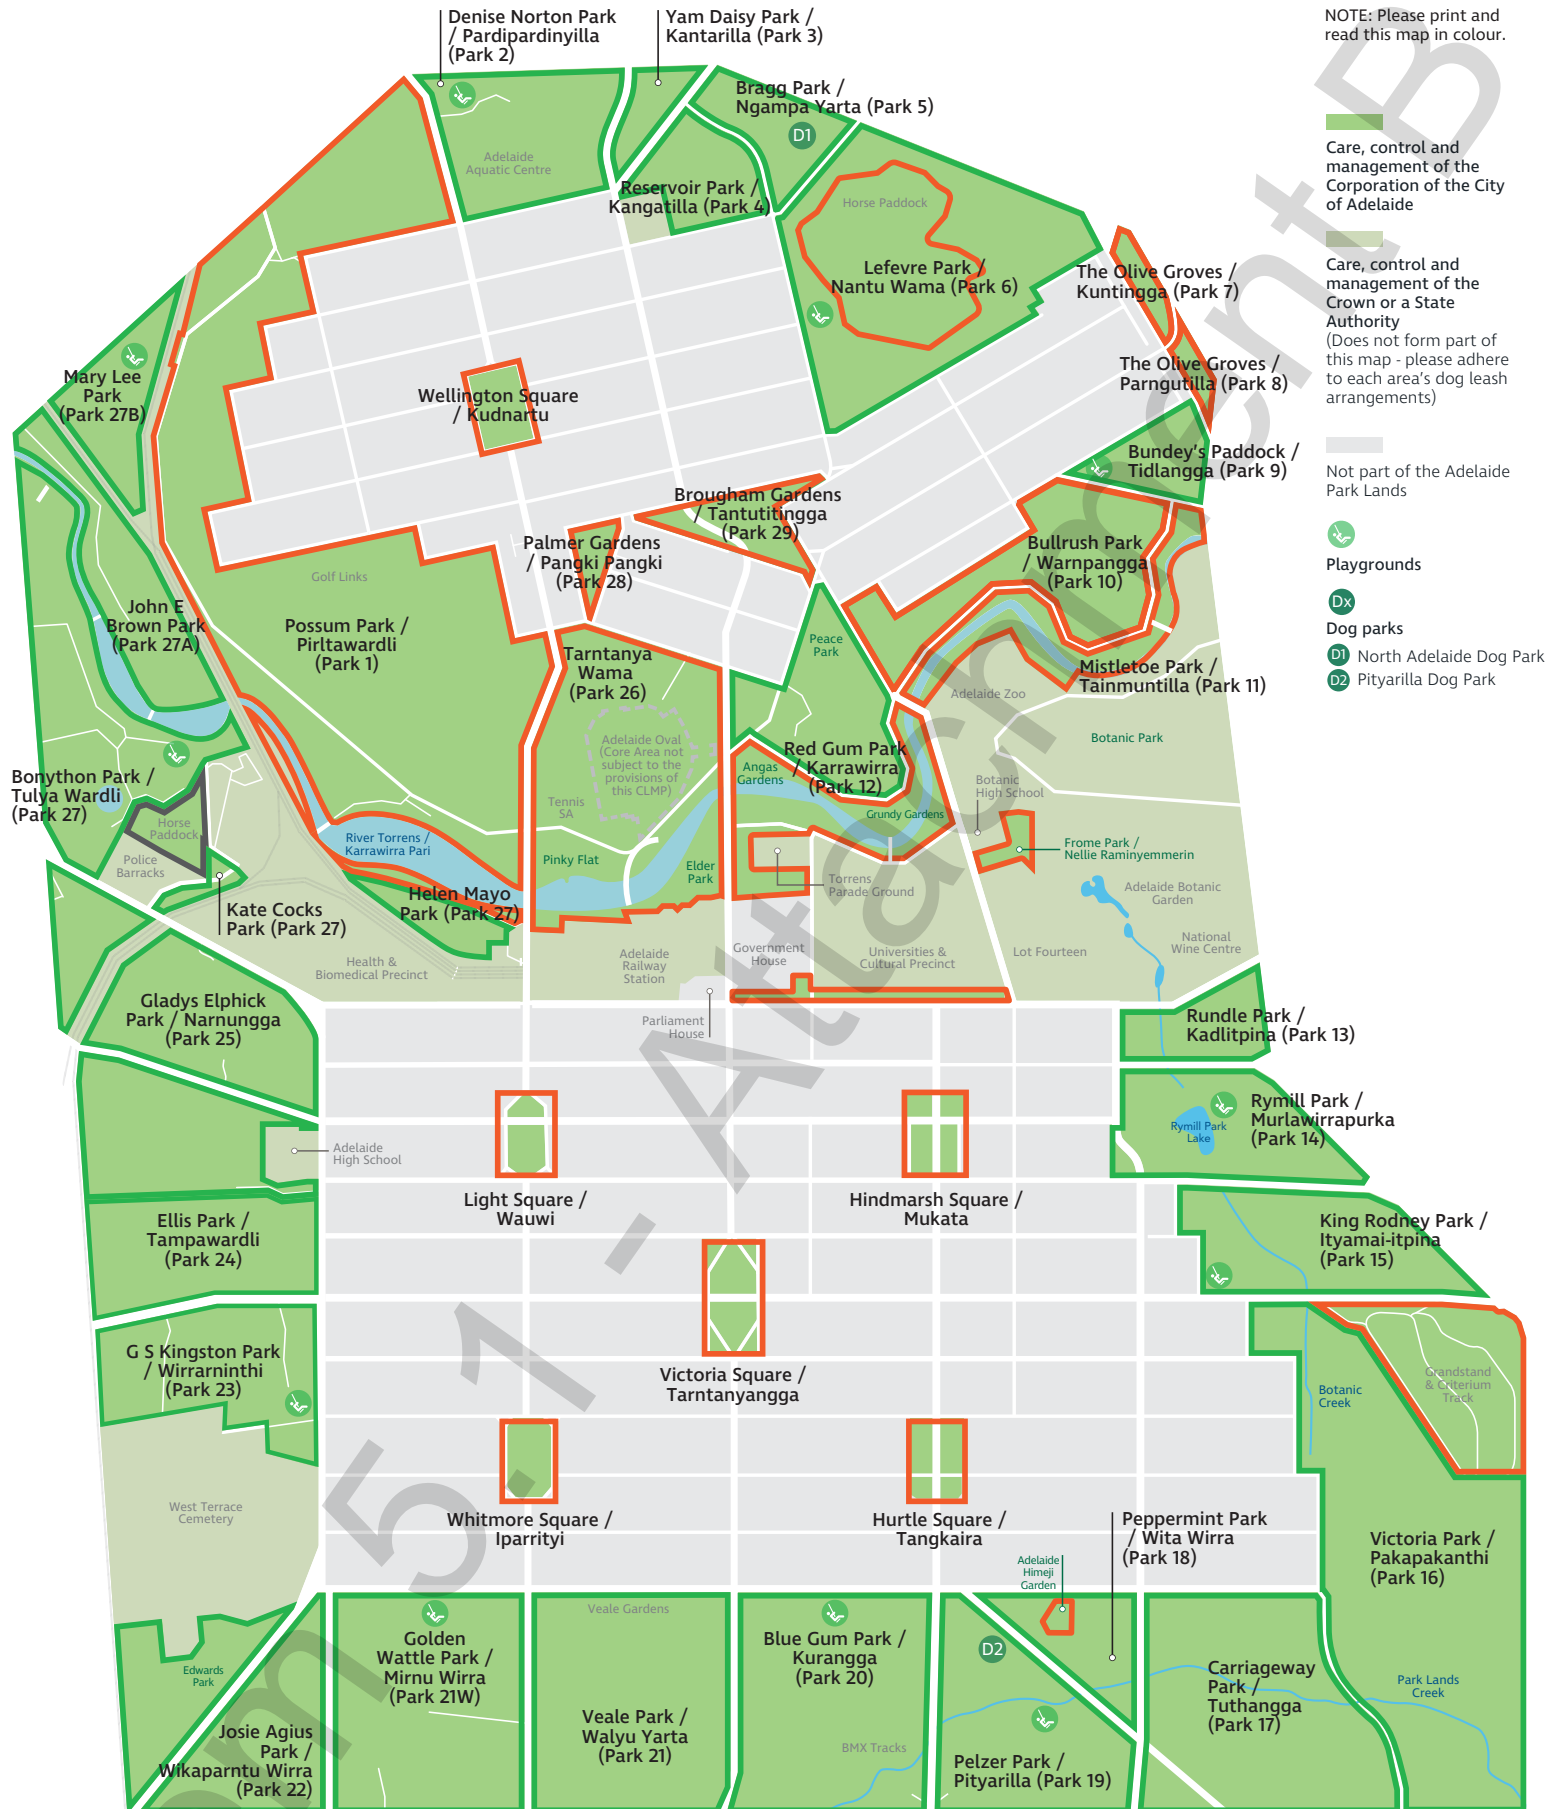 Denise Norton Park
/ Pardipardinyilla
(Park 2)
Yam Daisy Park /
Kantarilla (Park 3)
NOTE: Please print and
read this map in colour.
Bragg Park /
Ngampa Yarta (Park 5)
D1
Adelaide
Aquatic Centre
Reservoir Park /
Kangatilla (Park 4)
Horse Paddock
Lefevre Park /
Nantu Wama (Park 6)
The Olive Groves /
Kuntingga (Park 7)
The Olive Groves /
Parngutilla (Park 8)
Bundey's Paddock /
Tidlangga (Park 9)
Care, control and
management of the
Corporation of the City
of Adelaide
Care, control and
management of the
Crown or a State
Authority
(Does not form part of
this map - please adhere
to each area's dog leash
arrangements)
Not part of the Adelaide
Park Lands
Playgrounds
Dx
Dog parks
D1 North Adelaide Dog Park
D2 Pityarilla Dog Park
Mary Lee
Park
(Park 27B)
Wellington Square
/ Kudnartu
Brougham Gardens
/ Tantutitingga
(Park 29)
Palmer Gardens
/ Pangki Pangki
(Park 28)
Bullrush Park
/ Warnpangga
(Park 10)
Golf Links
John E
Brown Park
(Park 27A)
Possum Park /
Pirltawardli
(Park 1)
Tarntanya
Wama
(Park 26)
Peace
Park
Mistletoe Park /
Tainmuntilla (Park 11)
Adelaide Zoo
Botanic Park
Adelaide Oval
(Core Area not
subject to the
provisions of
this CLMP)
Red Gum Park
/ Karrawirra
(Park 12)
Angas
Gardens
Bonython Park /
Tulya Wardli
(Park 27)
Horse
Paddock
Police
Barracks
Tennis
SA
Botanic
High School
Grundy Gardens
River Torrens /
Karrawirra Pari
Pinky Flat
Elder
Park
Frome Park /
Nellie Raminyemmerin
Torrens
Parade Ground
Adelaide Botanic
Garden
Helen Mayo
Park (Park 27)
Kate Cocks
Park (Park 27)
Health &
Biomedical Precinct
Adelaide
Railway
Station
Government
House
Universities &
Cultural Precinct
Lot Fourteen
National
Wine Centre
Gladys Elphick
Park / Narnungga
(Park 25)
Parliament
House
Rundle Park /
Kadlitpina (Park 13)
Rymill Park /
Murlawirrapurka
(Park 14)
Rymill Park
Lake
Adelaide
High School
Light Square /
Wauwi
Hindmarsh Square /
Mukata
Ellis Park /
Tampawardli
(Park 24)
King Rodney Park /
Ityamai-itpina
(Park 15)
G S Kingston Park
/ Wirrarninthi
(Park 23)
Victoria Square /
Tarntanyangga
Botanic
Creek
Grandstand
& Criterium
Track
West Terrace
Cemetery
Whitmore Square /
Iparrityi
Hurtle Square /
Tangkaira
Peppermint Park
/ Wita Wirra
(Park 18)
Adelaide
Himeji
Garden
Victoria Park /
Pakapakanthi
(Park 16)
Veale Gardens
Golden
Wattle Park /
Mirnu Wirra
(Park 21W)
Blue Gum Park /
Kurangga
(Park 20)
D2
Edwards
Park
Carriageway
Park /
Tuthangga
(Park 17)
Park Lands
Creek
Josie Agius
Park /
Wikaparntu Wirra
(Park 22)
Veale Park /
Walyu Yarta
(Park 21)
BMX Tracks
Pelzer Park /
Pityarilla (Park 19)
em 5.1 - Attachment B